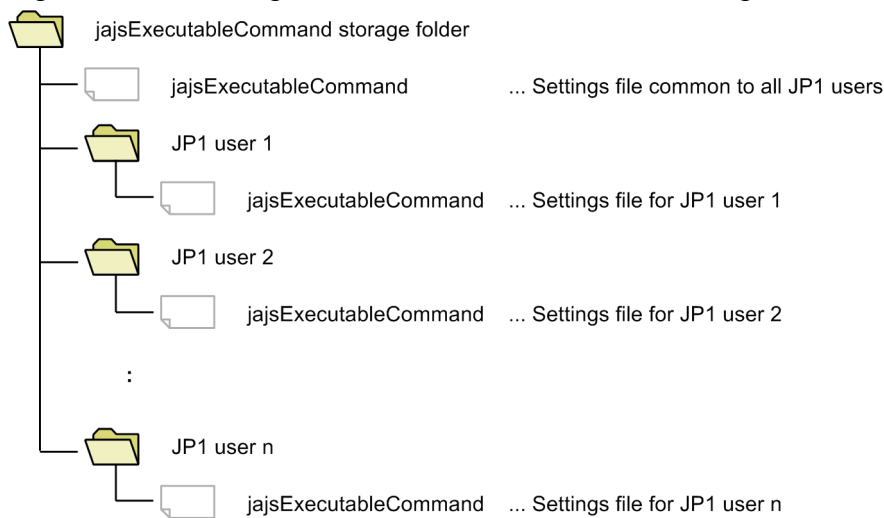 jajsExecutableCommand storage folder
jajsExecutableCommand ... Settings file common to all JP1 users
JP1 user 1
jajsExecutableCommand ... Settings file for JP1 user 1
JP1 user 2
jajsExecutableCommand ... Settings file for JP1 user 2
:
JP1 user n
jajsExecutableCommand ... Settings file for JP1 user n